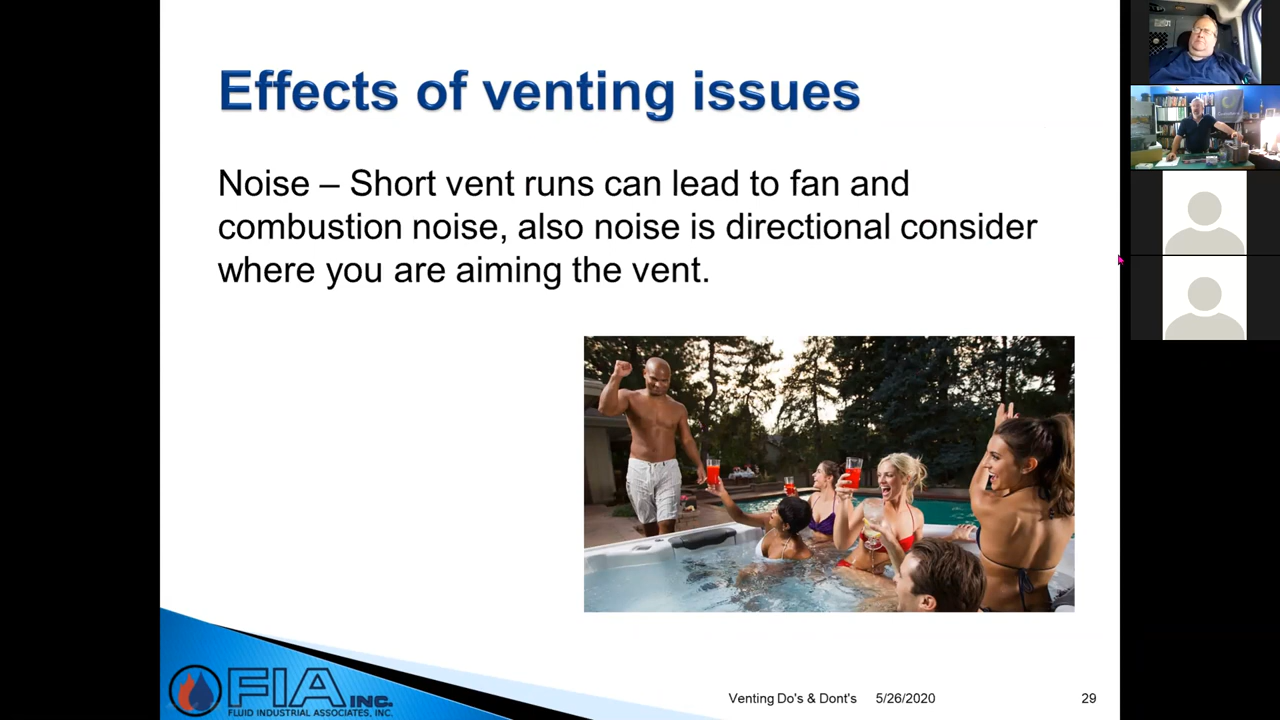 Effects of venting issues
Noise – Short vent runs can lead to fan and
combustion noise, also noise is directional consider
where you are aiming the vent.
FIA INC.
FLUID INDUSTRIAL ASSOCIATES, INC.
Venting Do's & Dont's 5/26/2020 29